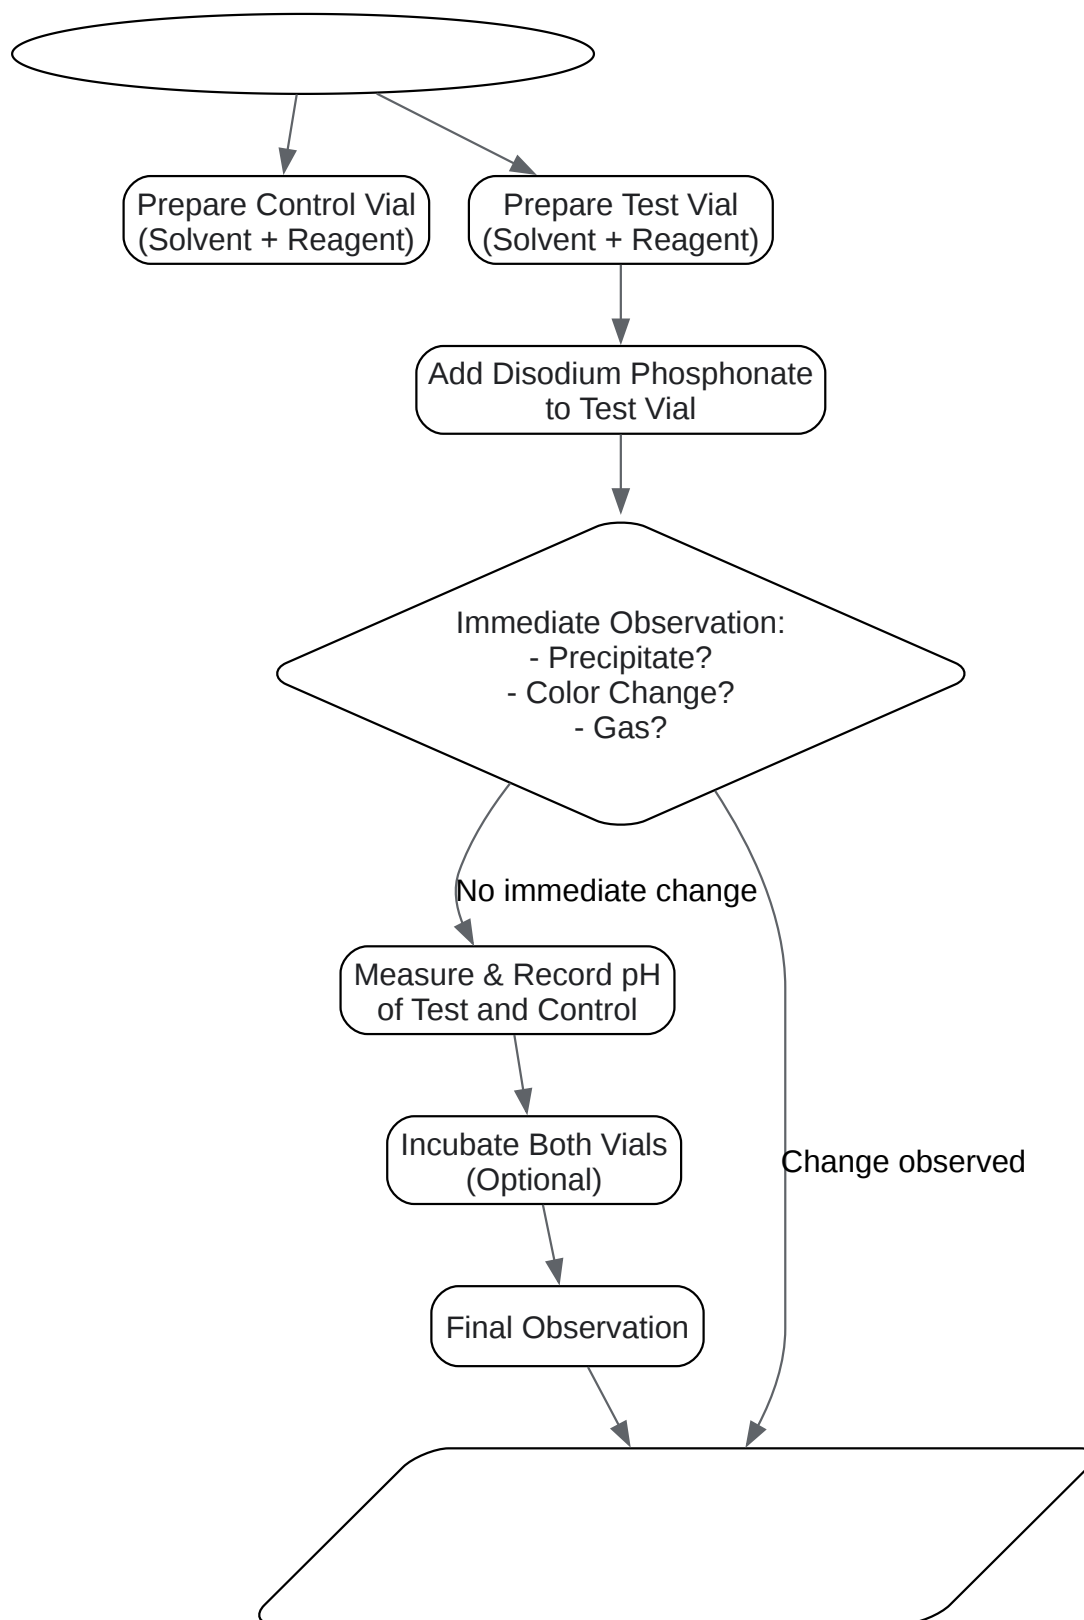 Prepare Control Vial
(Solvent + Reagent)
Prepare Test Vial
(Solvent + Reagent)
Add Disodium Phosphonate
to Test Vial
Immediate Observation:
- Precipitate?
- Color Change?
- Gas?
No immediate change
Measure & Record pH
of Test and Control
Incubate Both Vials
(Optional)
Change observed
Final Observation